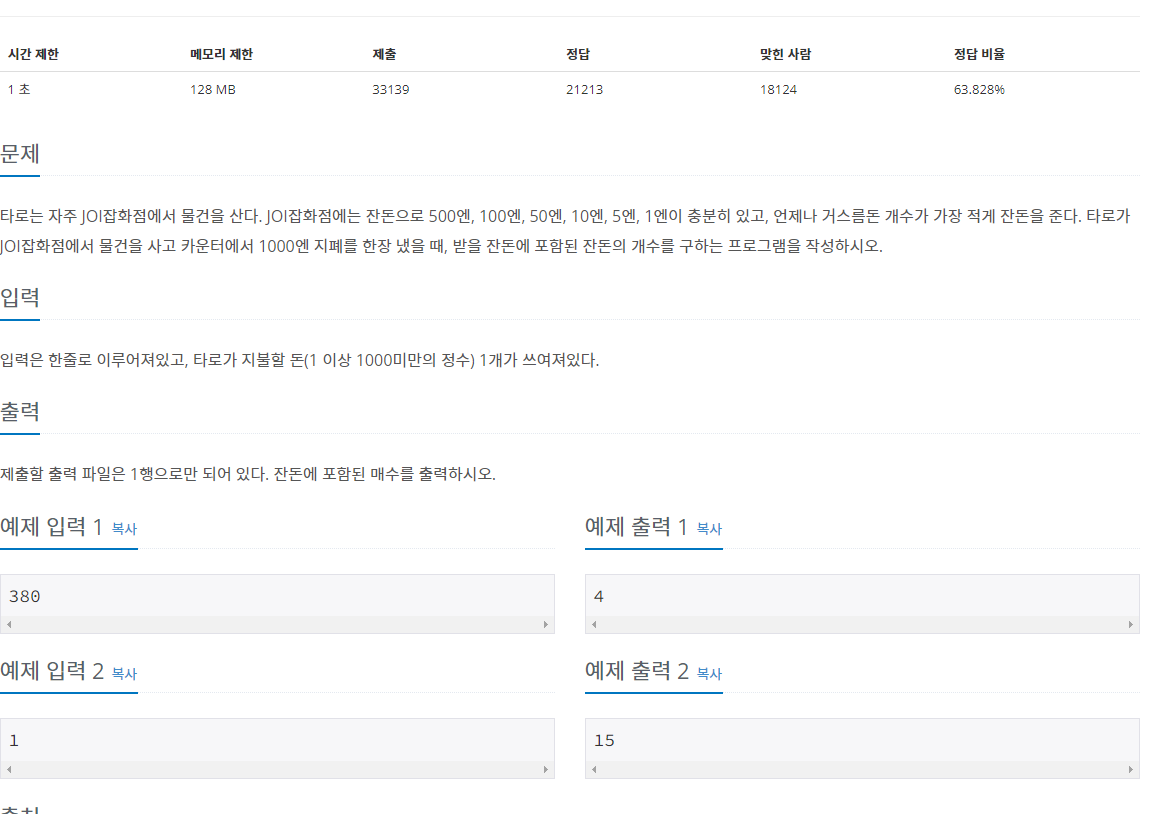 시간 제한 메모리 제한 제출 정답 맞힌 사람 정답 비율
1 초 128 MB 33139 21213 18124 63.828%
문제
타로는 자주 JOI잡화점에서 물건을 산다. JOI잡화점에는 잔돈으로 500엔, 100엔, 50엔, 10엔, 5엔, 1엔이 충분히 있고, 언제나 거스름돈 개수가 가장 적게 잔돈을 준다. 타로가
JOI잡화점에서 물건을 사고 카운터에서 1000엔 지폐를 한장 냈을 때, 받을 잔돈에 포함된 잔돈의 개수를 구하는 프로그램을 작성하시오.
입력
입력은 한줄로 이루어져있고, 타로가 지불할 돈(1 이상 1000미만의 정수) 1개가 쓰여져있다.
출력
제출할 출력 파일은 1행으로만 되어 있다. 잔돈에 포함된 매수를 출력하시오.
예제 입력 1 복사 예제 출력 1 복사
380 4
예제 입력 2 복사 예제 출력 2 복사
1 15